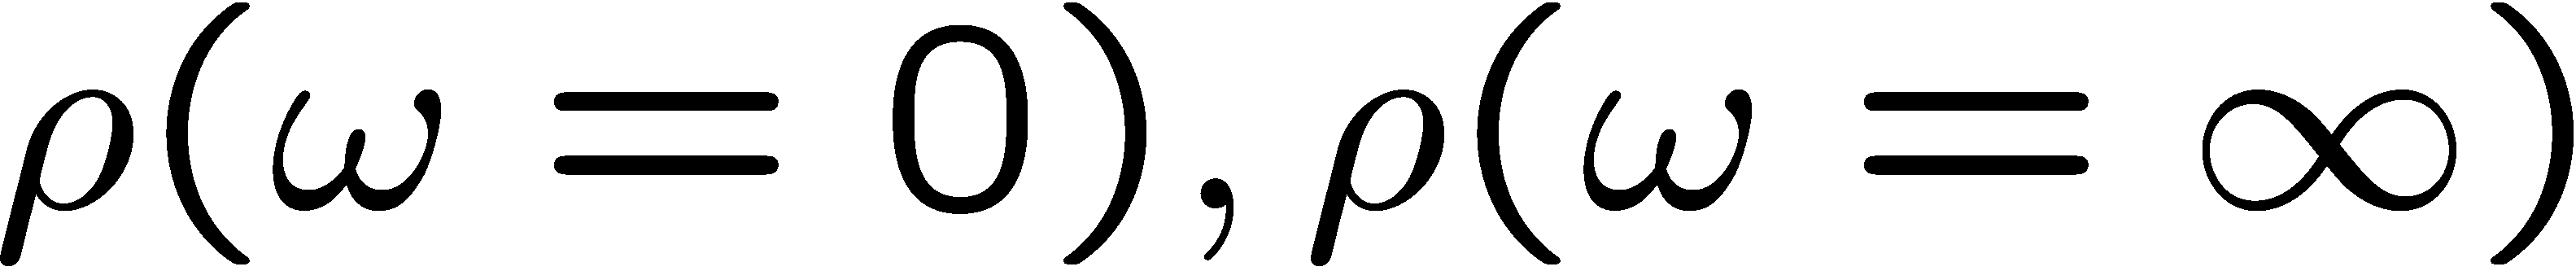 ρ(ω = 0), ρ(ω = ∞)